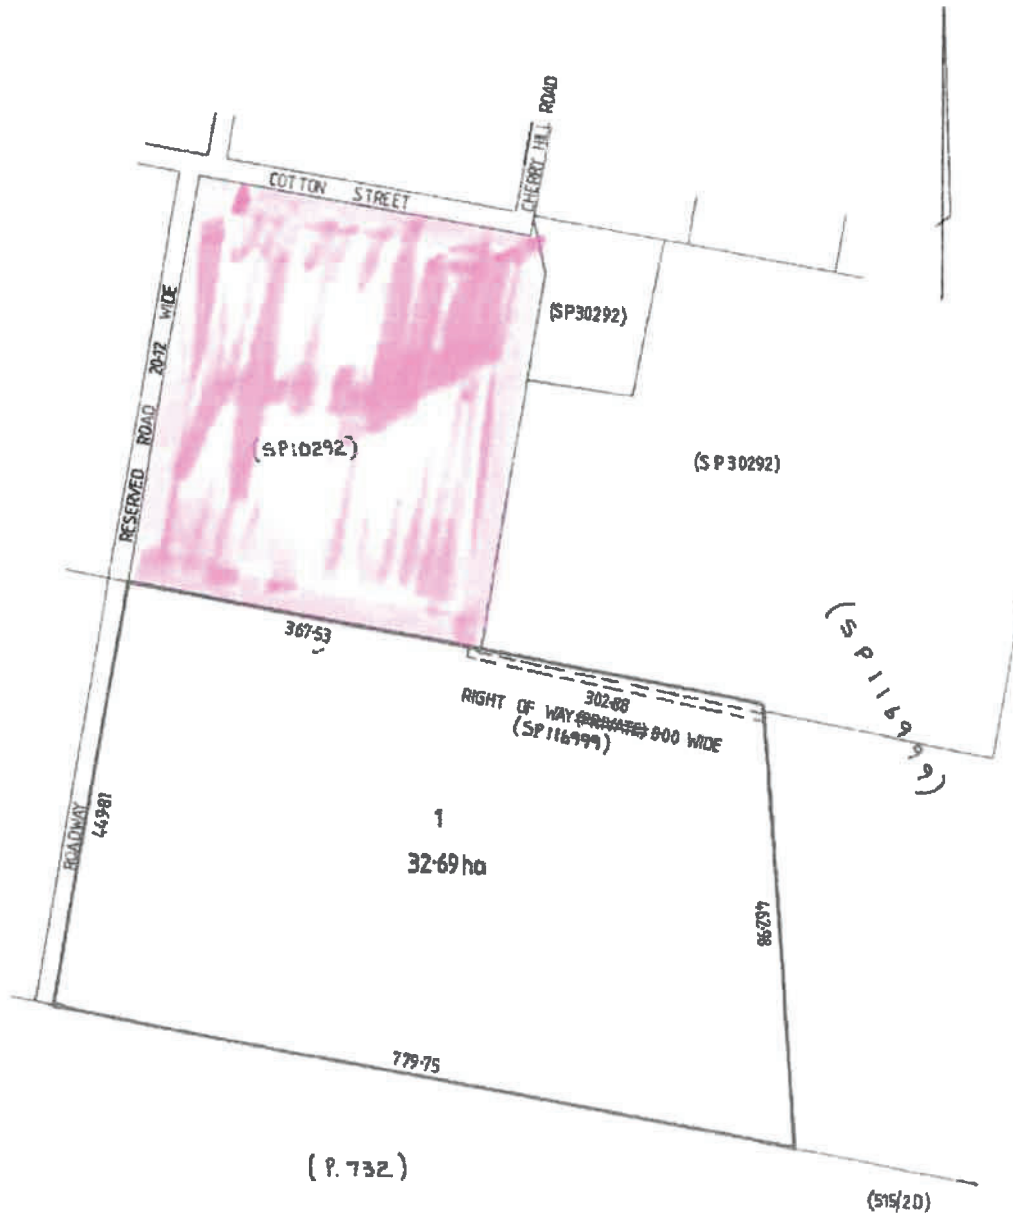 CHERRY HILL ROAD
COTTON STREET
RESERVED ROAD 20·12 WIDE
(SP30292)
(SP10292)
(SP30292)
(SP116999)
367·53
302·88
RIGHT OF WAY (PRIVATE) 8·00 WIDE
(SP116999)
ROADWAY
449·81
1
32·69 ha
462·98
779·75
(P.732)
(515/2D)